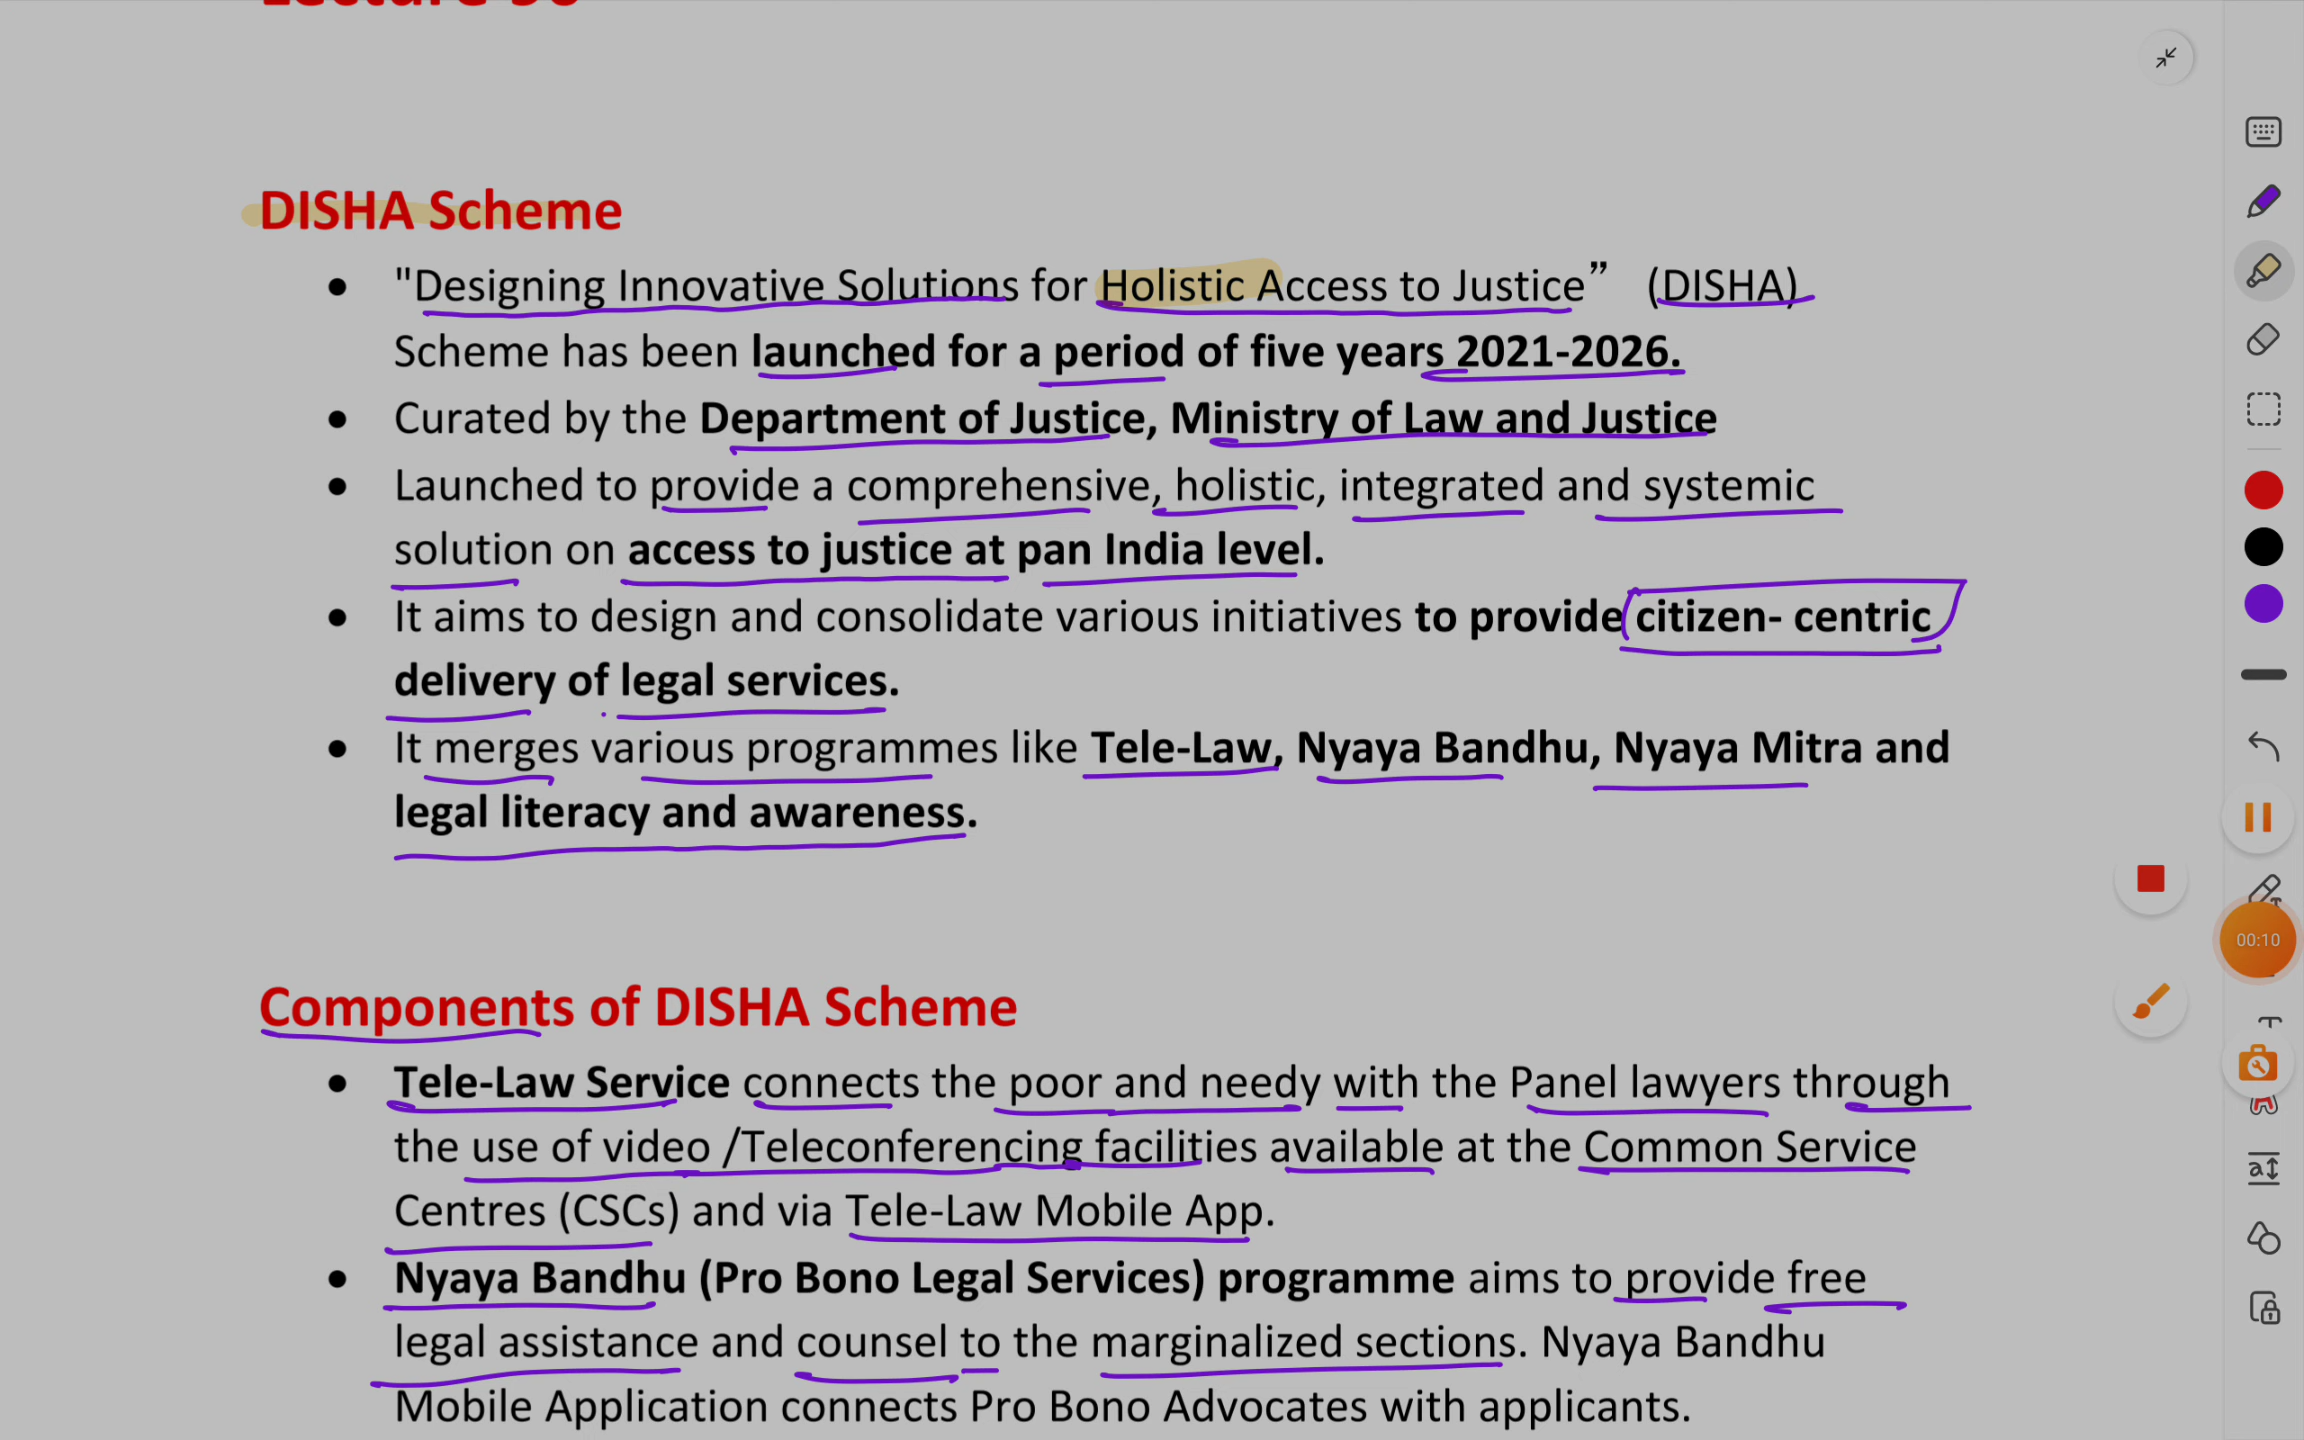 DISHA Scheme
• "Designing Innovative Solutions for Holistic Access to Justice” (DISHA)
Scheme has been launched for a period of five years 2021-2026.
• Curated by the Department of Justice, Ministry of Law and Justice
• Launched to provide a comprehensive, holistic, integrated and systemic
solution on access to justice at pan India level.
• It aims to design and consolidate various initiatives to provide citizen- centric
delivery of legal services.
• It merges various programmes like Tele-Law, Nyaya Bandhu, Nyaya Mitra and
legal literacy and awareness.
00:10
Components of DISHA Scheme
• Tele-Law Service connects the poor and needy with the Panel lawyers through
the use of video /Teleconferencing facilities available at the Common Service
Centres (CSCs) and via Tele-Law Mobile App.
• Nyaya Bandhu (Pro Bono Legal Services) programme aims to provide free
legal assistance and counsel to the marginalized sections. Nyaya Bandhu
Mobile Application connects Pro Bono Advocates with applicants.